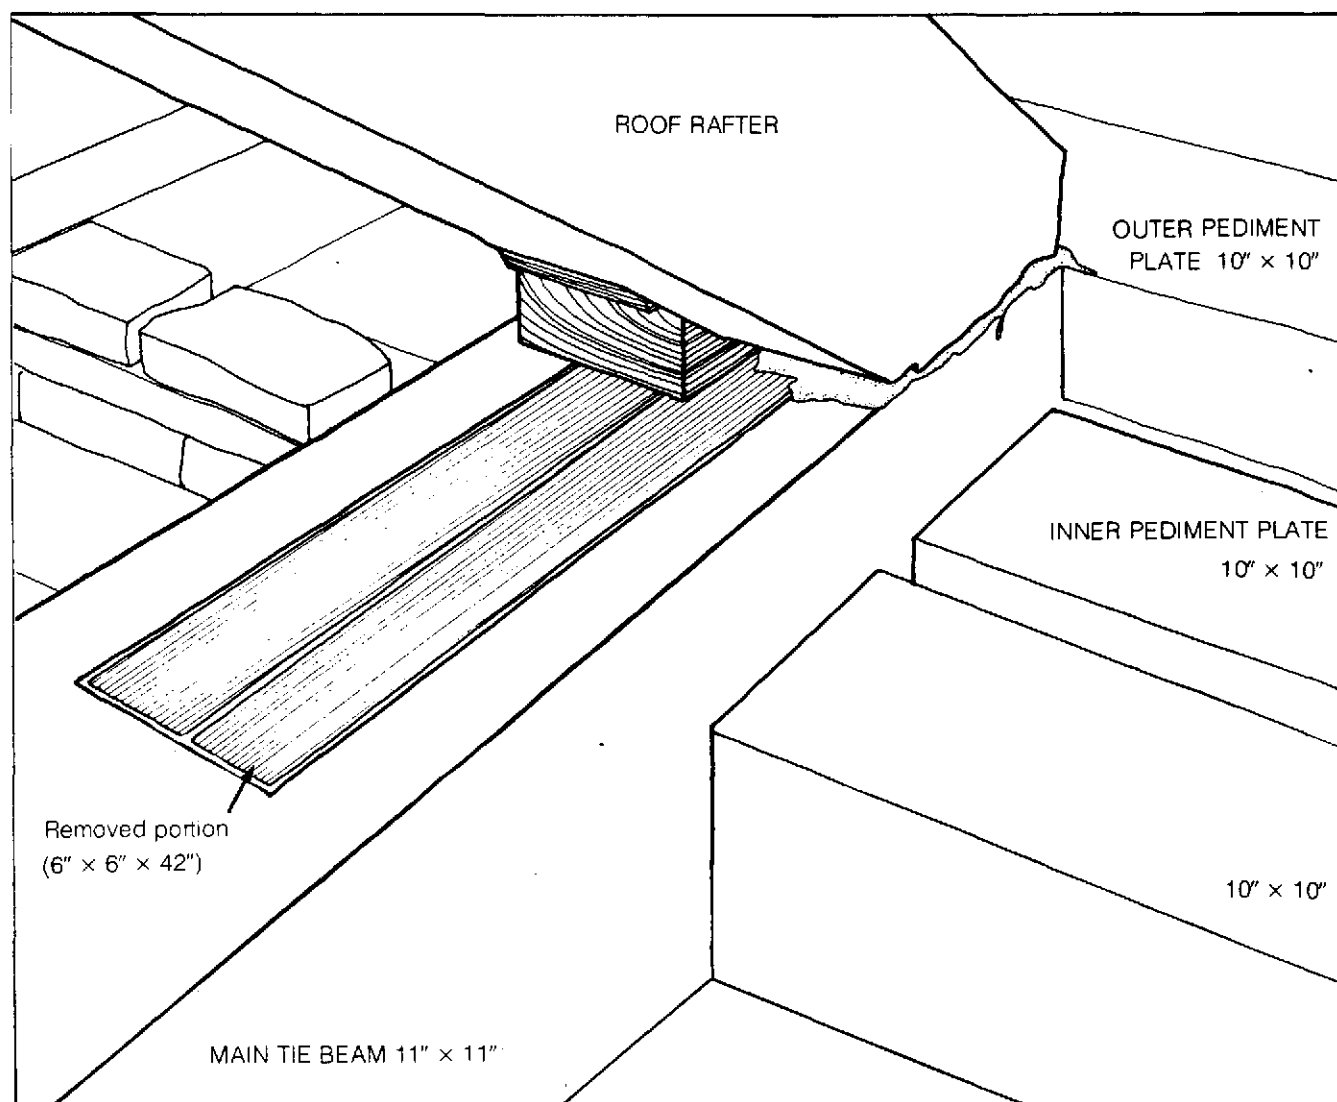 ROOF RAFTER
OUTER PEDIMENT
PLATE 10" × 10"
INNER PEDIMENT PLATE
10" × 10"
Removed portion
(6" × 6" × 42")
10" × 10"
MAIN TIE BEAM 11" × 11"